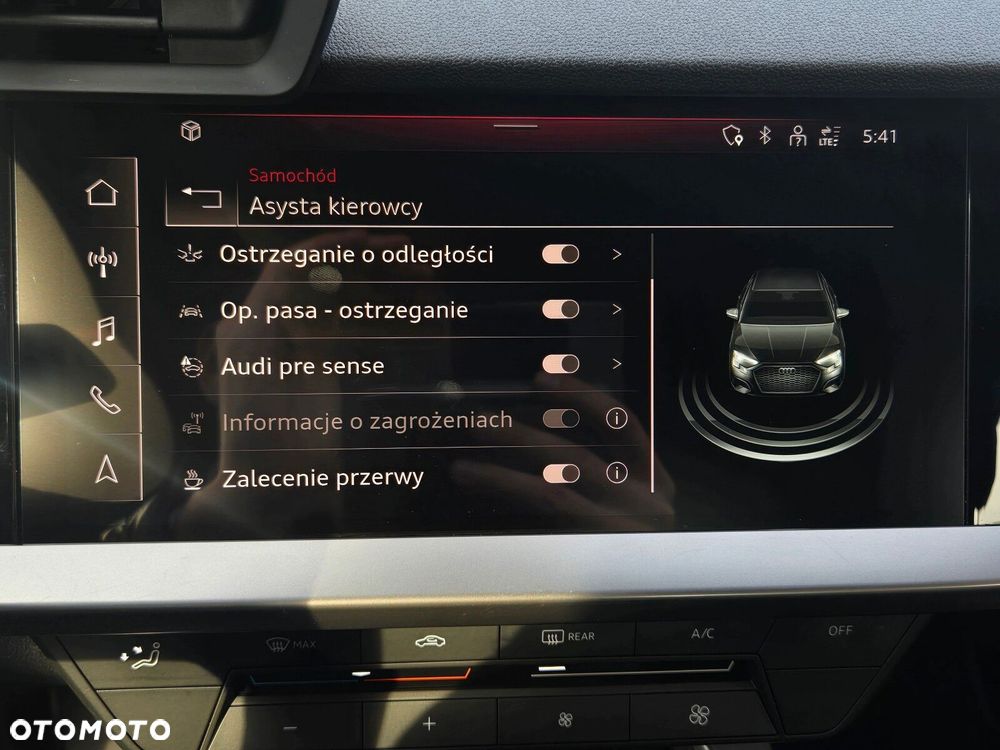 LTE
5:41
Samochód
Asysta kierowcy
Ostrzeganie o odległości
Op. pasa - ostrzeganie
Audi pre sense
Informacje o zagrożeniach
Zalecenie przerwy
MAX
REAR
A/C
OFF
OTOMOTO